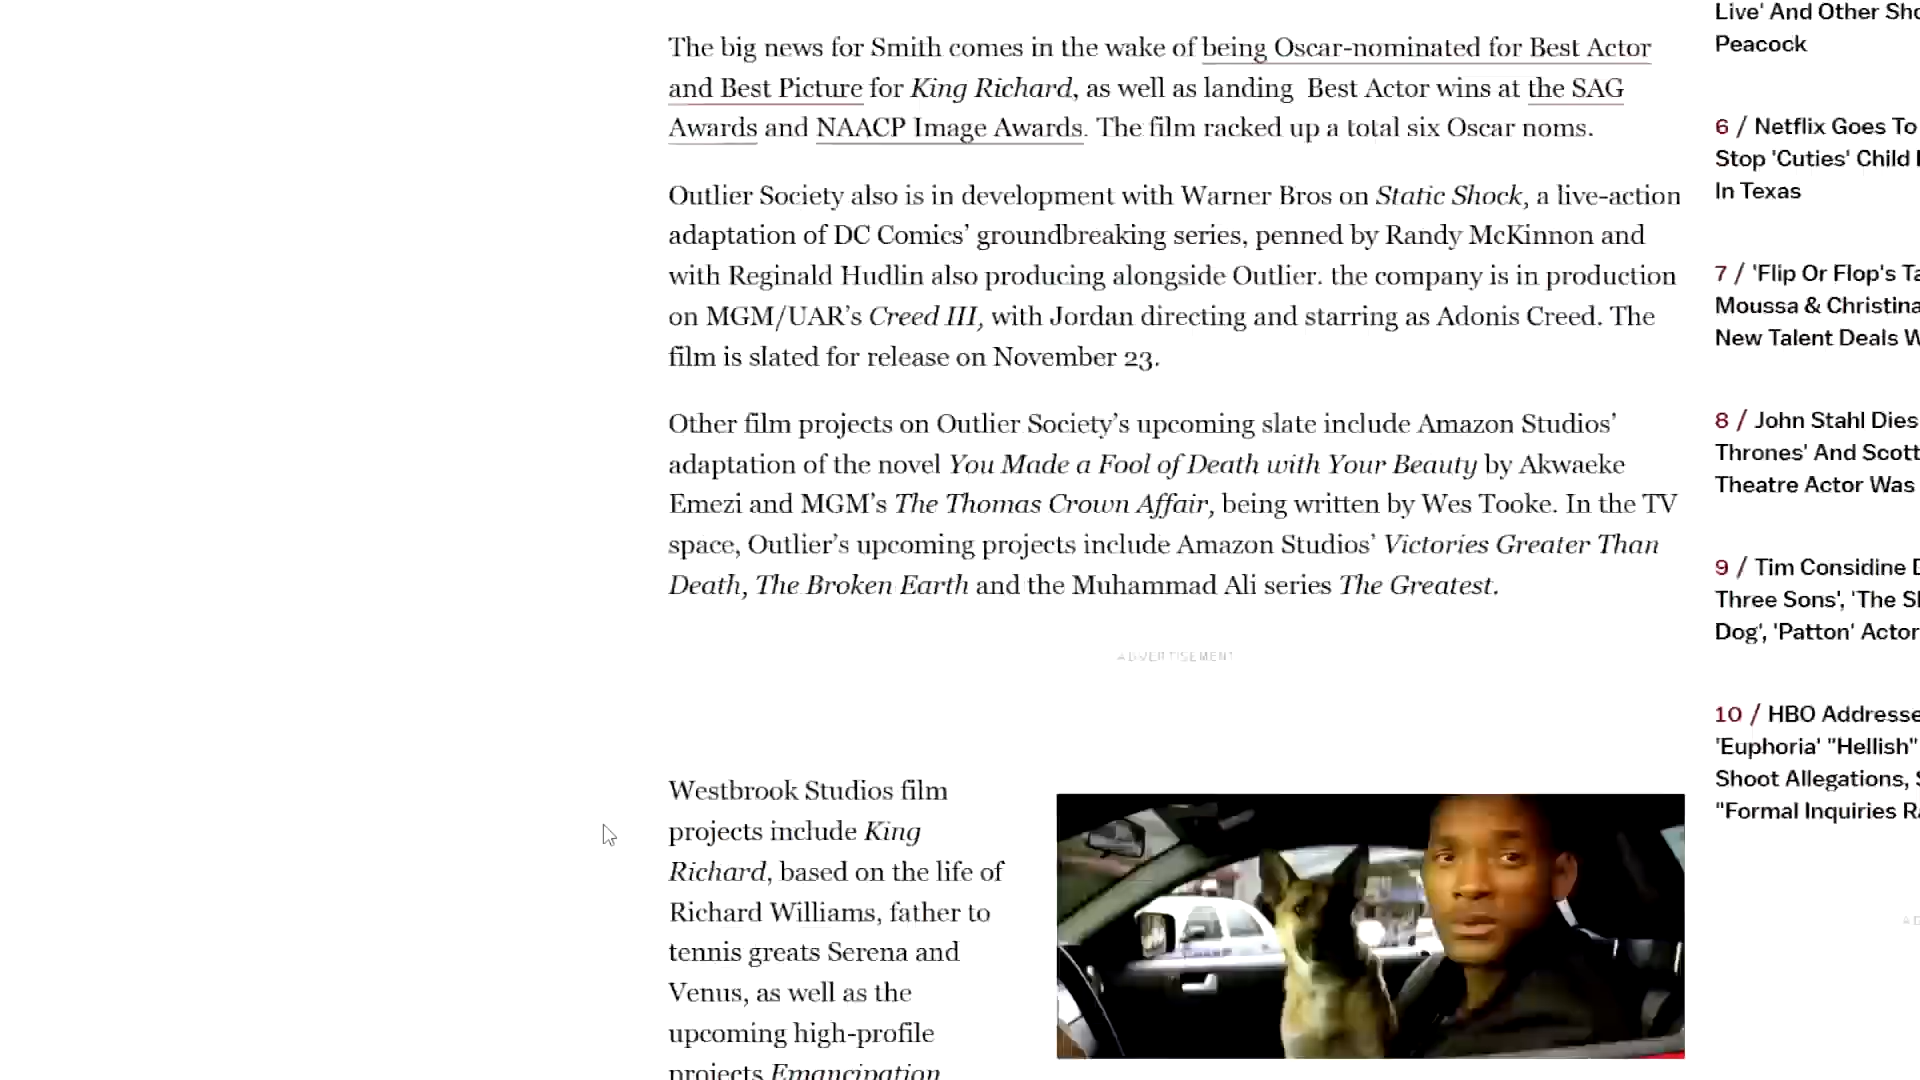 The big news for Smith comes in the wake of being Oscar-nominated for Best Actor
and Best Picture for King Richard, as well as landing  Best Actor wins at the SAG
Awards and NAACP Image Awards. The film racked up a total six Oscar noms.
Outlier Society also is in development with Warner Bros on Static Shock, a live-action
adaptation of DC Comics’ groundbreaking series, penned by Randy McKinnon and
with Reginald Hudlin also producing alongside Outlier. the company is in production
on MGM/UAR’s Creed III, with Jordan directing and starring as Adonis Creed. The
film is slated for release on November 23.
Other film projects on Outlier Society’s upcoming slate include Amazon Studios’
adaptation of the novel You Made a Fool of Death with Your Beauty by Akwaeke
Emezi and MGM’s The Thomas Crown Affair, being written by Wes Tooke. In the TV
space, Outlier’s upcoming projects include Amazon Studios’ Victories Greater Than
Death, The Broken Earth and the Muhammad Ali series The Greatest.
ADVERTISEMENT
Westbrook Studios film
projects include King
Richard, based on the life of
Richard Williams, father to
tennis greats Serena and
Venus, as well as the
upcoming high-profile
projects Emancipation
Live' And Other Sho
Peacock
6 / Netflix Goes To
Stop 'Cuties' Child
In Texas
7 / 'Flip Or Flop's Ta
Moussa & Christina
New Talent Deals W
8 / John Stahl Dies
Thrones' And Scott
Theatre Actor Was
9 / Tim Considine D
Three Sons', 'The Sh
Dog', 'Patton' Actor
10 / HBO Addresse
'Euphoria' "Hellish"
Shoot Allegations, S
"Formal Inquiries Ra
AD